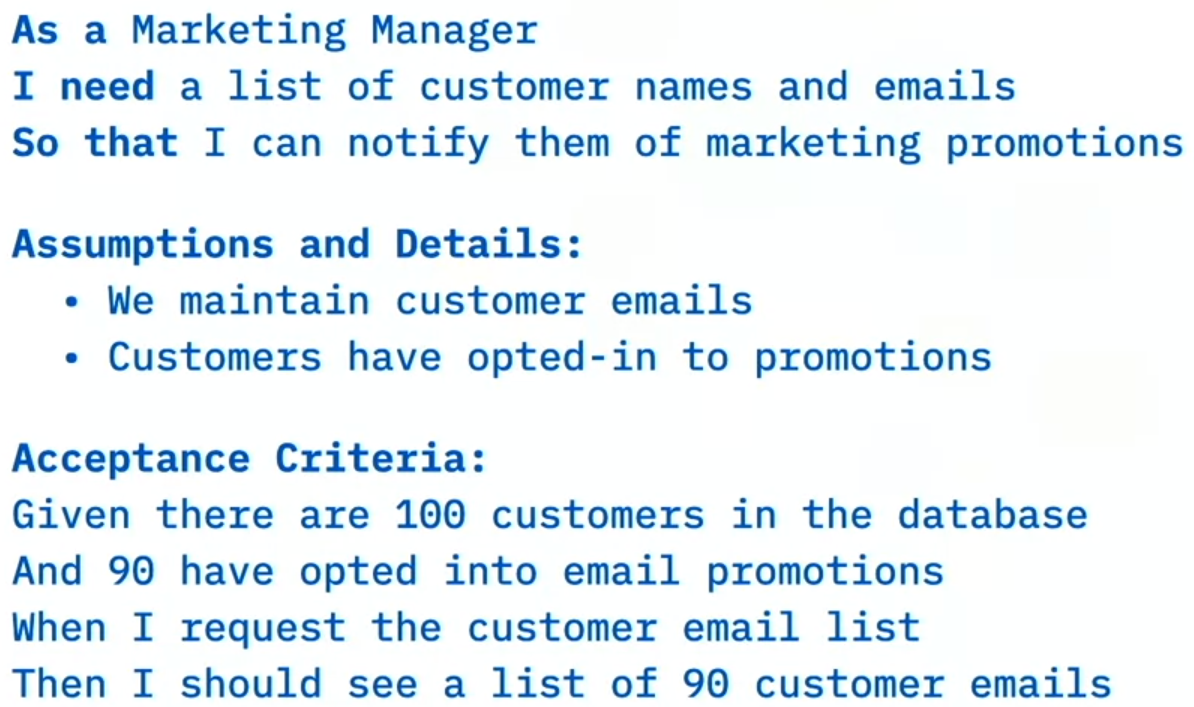 As a Marketing Manager
I need a list of customer names and emails
So that I can notify them of marketing promotions
Assumptions and Details:
• We maintain customer emails
• Customers have opted-in to promotions
Acceptance Criteria:
Given there are 100 customers in the database
And 90 have opted into email promotions
When I request the customer email list
Then I should see a list of 90 customer emails